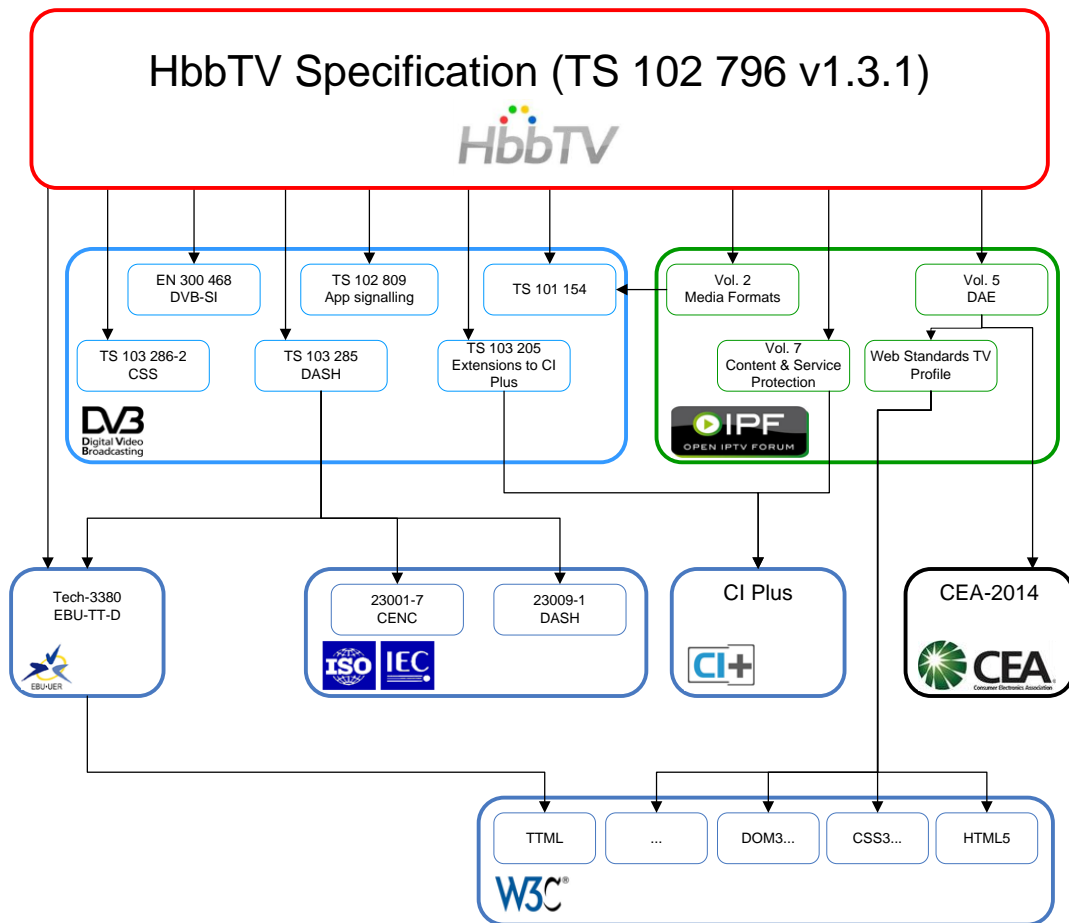 HbbTV Specification (TS 102 796 v1.3.1)
HbbTV
EN 300 468
DVB-SI
TS 102 809
App signalling
TS 101 154
TS 103 286-2
CSS
TS 103 285
DASH
TS 103 205
Extensions to CI
Plus
DVB
Digital Video
Broadcasting
Vol. 2
Media Formats
Vol. 5
DAE
Vol. 7
Content & Service
Protection
Web Standards TV
Profile
OIPF
OPEN IPTV FORUM
Tech-3380
EBU-TT-D
EBU·UER
23001-7
CENC
23009-1
DASH
ISO
IEC
CI Plus
CI+
CEA-2014
CEA
Consumer Electronics Association
TTML
...
DOM3...
CSS3...
HTML5
W3C®